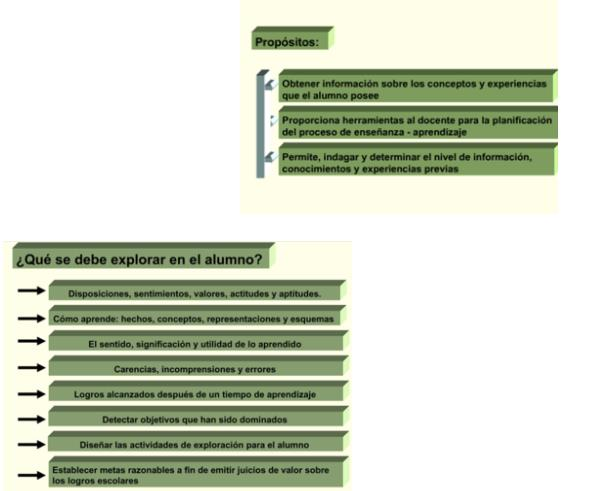 Propósitos:
Obtener información sobre los conceptos y experiencias
que el alumno posee
Proporciona herramientas al docente para la planificación
del proceso de enseñanza - aprendizaje
Permite, indagar y determinar el nivel de información,
conocimientos y experiencias previas
¿Qué se debe explorar en el alumno?
Disposiciones, sentimientos, valores, actitudes y aptitudes.
Cómo aprende: hechos, conceptos, representaciones y esquemas
El sentido, significación y utilidad de lo aprendido
Carencias, incomprensiones y errores
Logros alcanzados después de un tiempo de aprendizaje
Detectar objetivos que han sido dominados
Diseñar las actividades de exploración para el alumno
Establecer metas razonables a fin de emitir juicios de valor sobre
los logros escolares